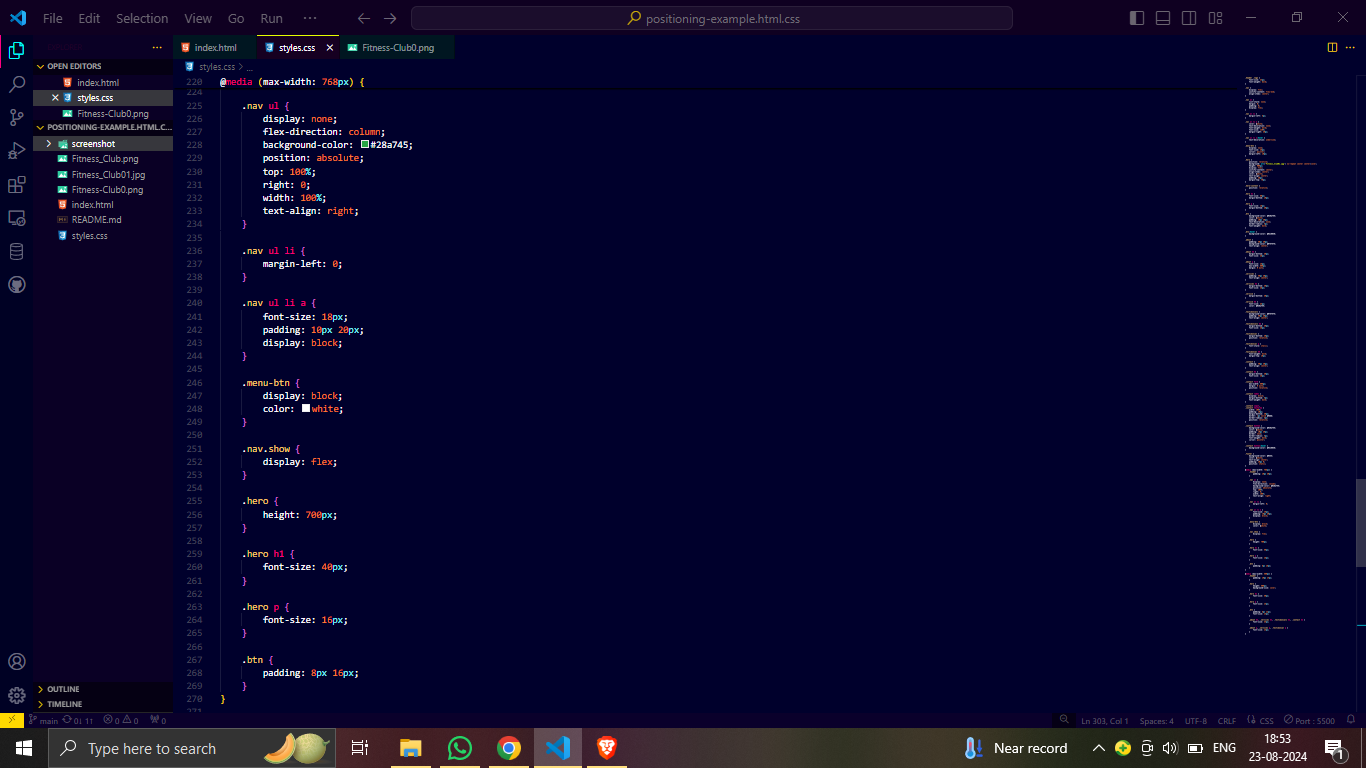 File Edit Selection View Go Run ···
positioning-example.html.css
index.html
styles.css
Fitness-Club0.png
OPEN EDITORS
index.html
styles.css
Fitness-Club0.png
POSITIONING-EXAMPLE.HTML.C...
screenshot
Fitness_Club.png
Fitness_Club01.jpg
Fitness-Club0.png
index.html
README.md
styles.css
OUTLINE
TIMELINE
styles.css > ...
220 @media (max-width: 768px) {
224
225 .nav ul {
226 display: none;
227 flex-direction: column;
228 background-color: #28a745;
229 position: absolute;
230 top: 100%;
231 right: 0;
232 width: 100%;
233 text-align: right;
234 }
235
236 .nav ul li {
237 margin-left: 0;
238 }
239
240 .nav ul li a {
241 font-size: 18px;
242 padding: 10px 20px;
243 display: block;
244 }
245
246 .menu-btn {
247 display: block;
248 color: white;
249 }
250
251 .nav.show {
252 display: flex;
253 }
254
255 .hero {
256 height: 700px;
257 }
258
259 .hero h1 {
260 font-size: 40px;
261 }
262
263 .hero p {
264 font-size: 16px;
265 }
266
267 .btn {
268 padding: 8px 16px;
269 }
270 }
271
main 0↓ 1↑ 0 0 0
Ln 303, Col 1 Spaces: 4 UTF-8 CRLF CSS Port : 5500
Type here to search
Near record
ENG
18:53
23-08-2024
1